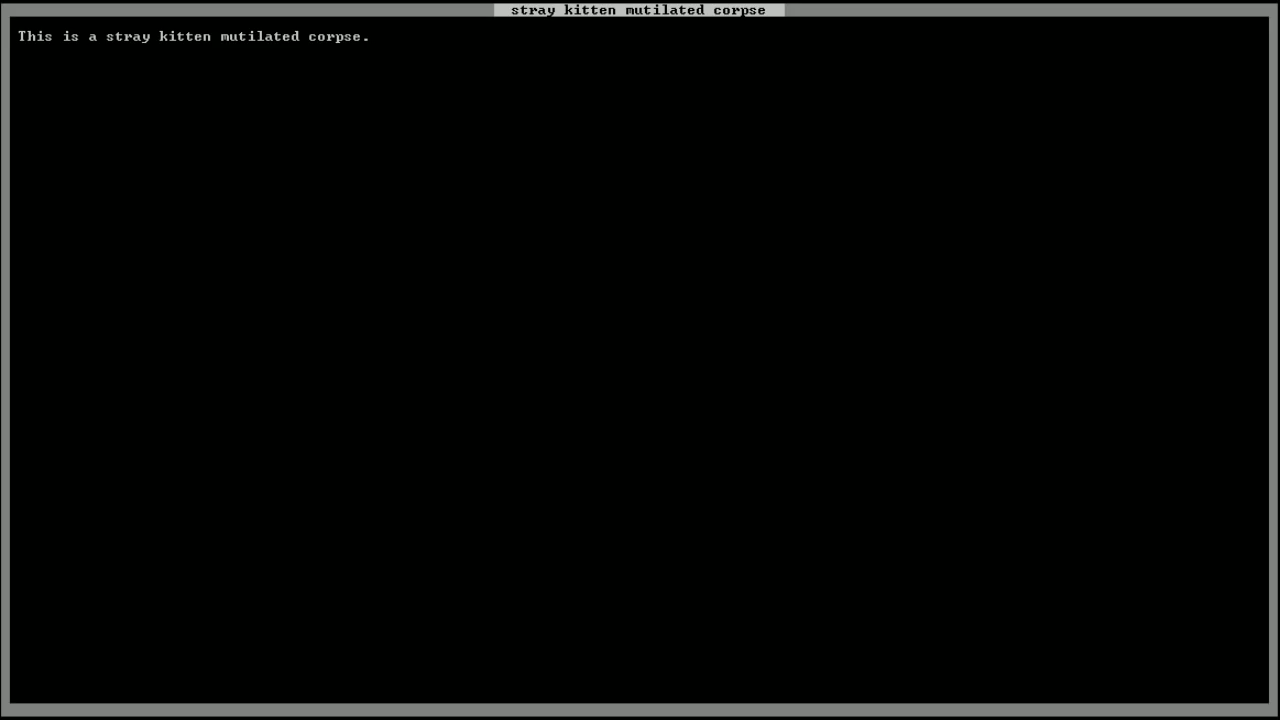 stray kitten mutilated corpse
This is a stray kitten mutilated corpse.